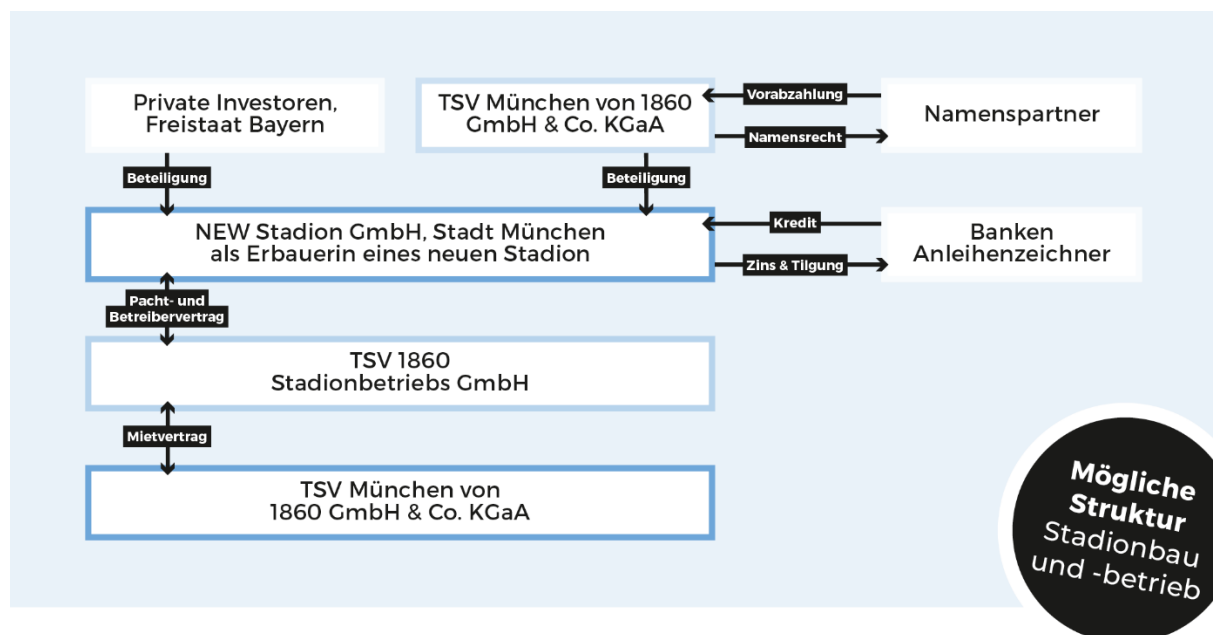 Private Investoren,
Freistaat Bayern
TSV München von 1860
GmbH & Co. KGaA
Vorabzahlung
Namensrecht
Namenspartner
Beteiligung
Beteiligung
NEW Stadion GmbH, Stadt München
als Erbauerin eines neuen Stadion
Kredit
Zins & Tilgung
Banken
Anleihenzeichner
Pacht- und
Betreibervertrag
TSV 1860
Stadionbetriebs GmbH
Mietvertrag
TSV München von
1860 GmbH & Co. KGaA
Mögliche
Struktur
Stadionbau
und -betrieb